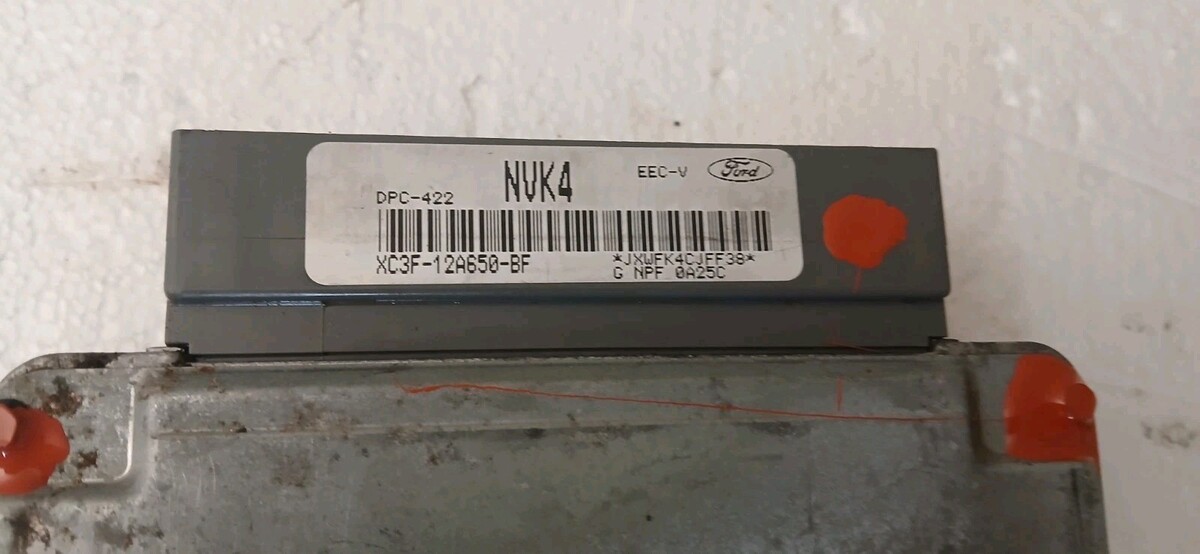 NVK4
EEC-V
Ford
DPC-422
XC3F-12A650-BF
*JXWFK4CJFF38*
G NPF 0A25C